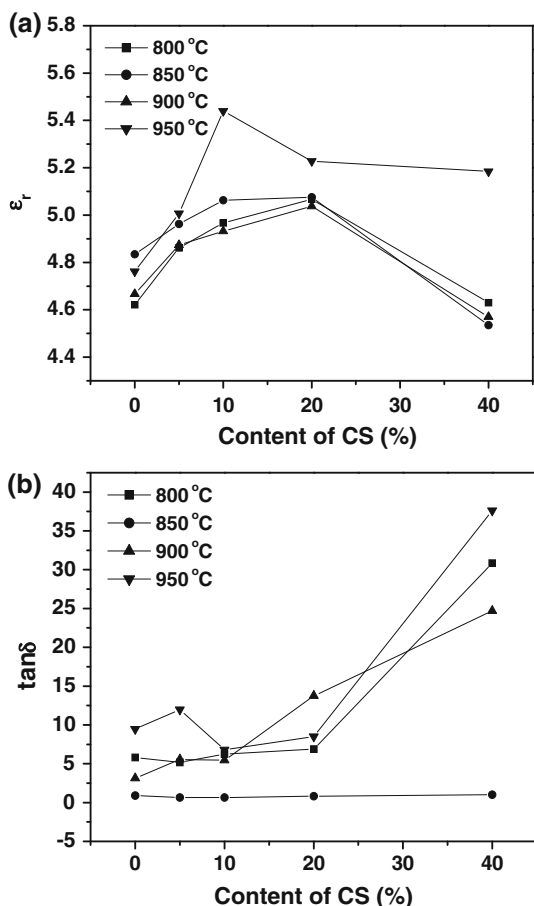 (a)
5.8
5.6
5.4
5.2
5.0
4.8
4.6
4.4
εr
800 °C
850 °C
900 °C
950 °C
0 10 20 30 40
Content of CS (%)
(b)
40
35
30
25
20
15
10
5
0
-5
tanδ
800 °C
850 °C
900 °C
950 °C
0 10 20 30 40
Content of CS (%)